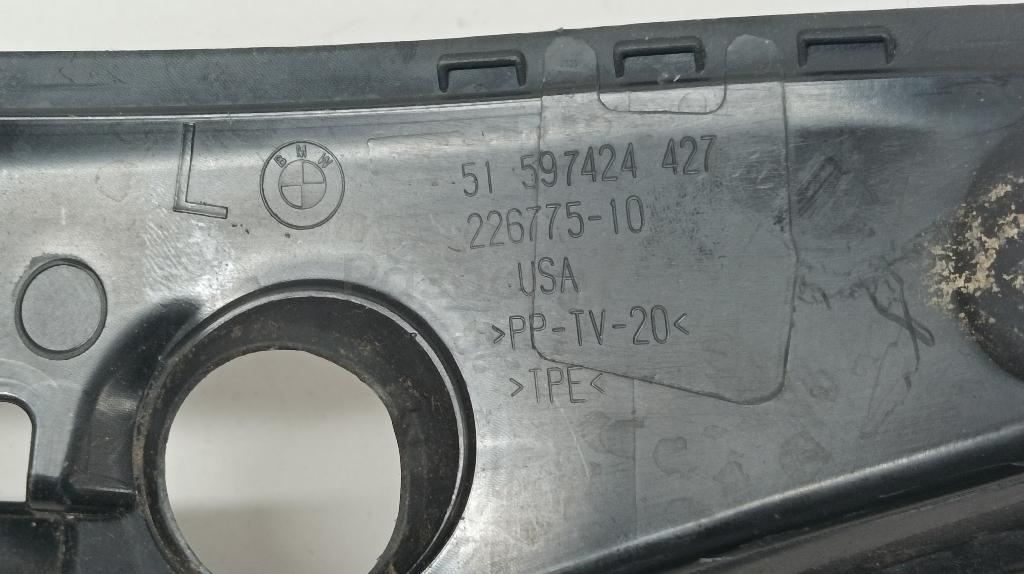 L
BMW
51 597424 427
226775-10
USA
>PP-TV-20<
>TPE<